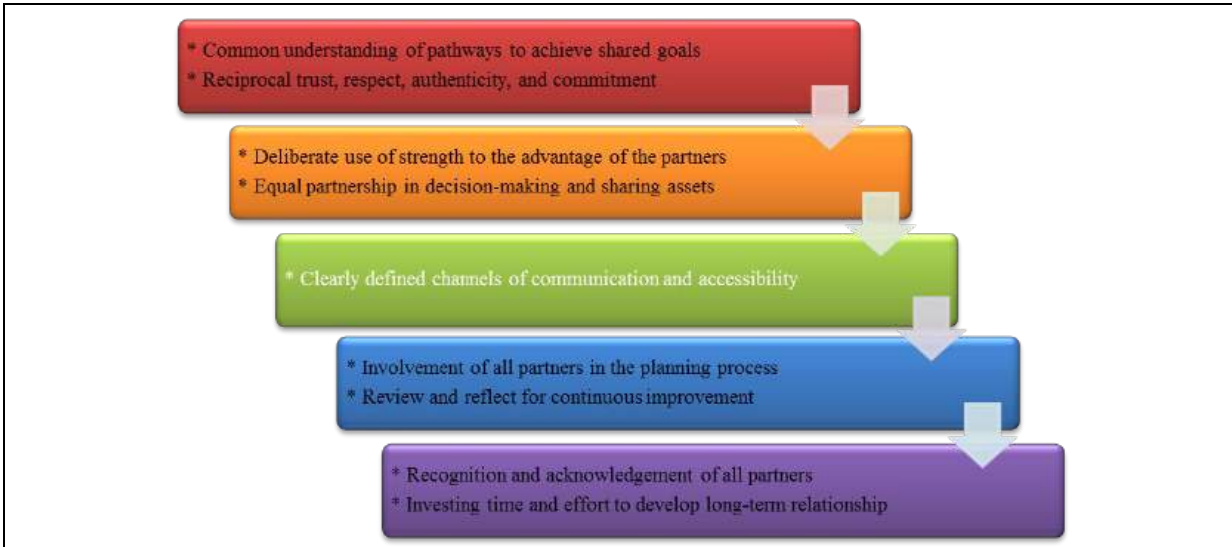 * Common understanding of pathways to achieve shared goals
* Reciprocal trust, respect, authenticity, and commitment
* Deliberate use of strength to the advantage of the partners
* Equal partnership in decision-making and sharing assets
* Clearly defined channels of communication and accessibility
* Involvement of all partners in the planning process
* Review and reflect for continuous improvement
* Recognition and acknowledgement of all partners
* Investing time and effort to develop long-term relationship